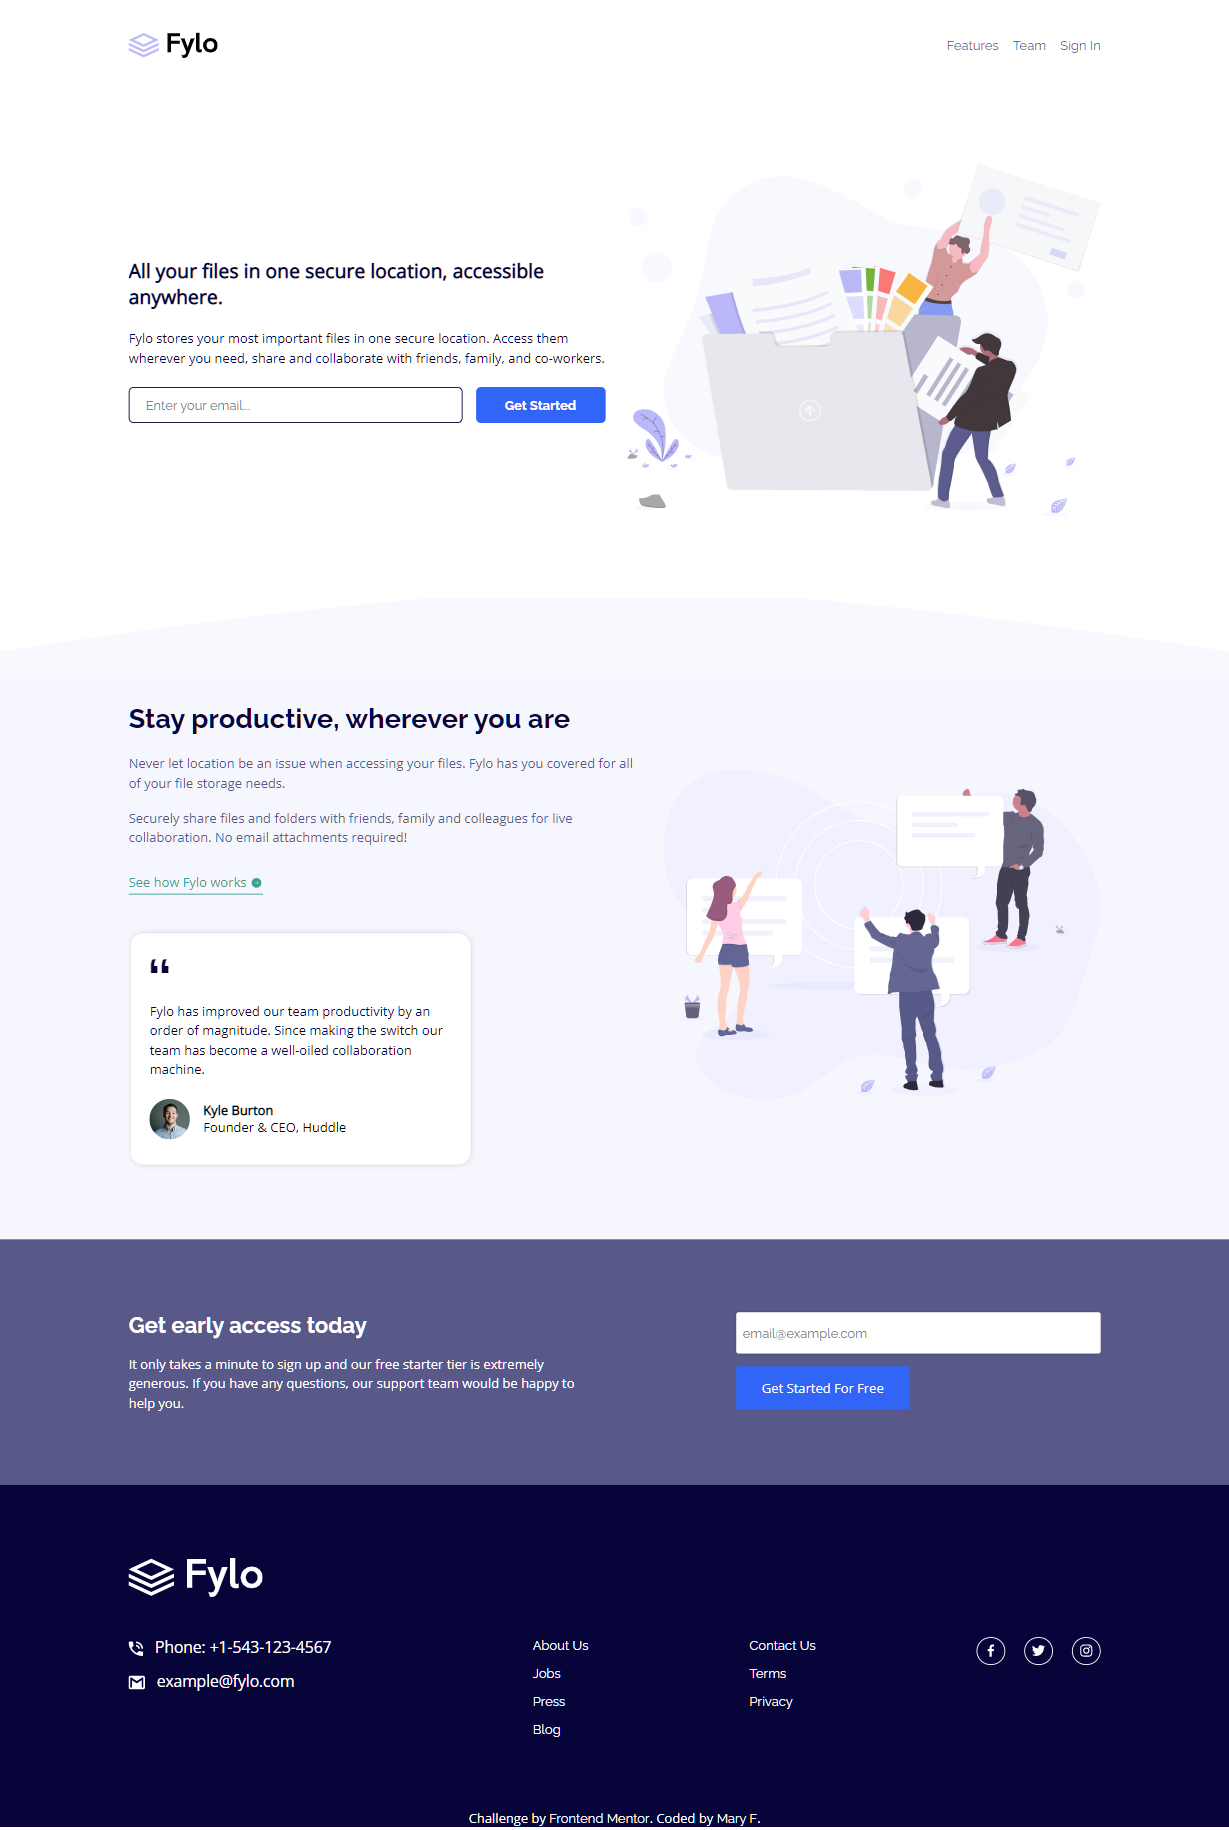 Fylo
Features Team Sign In
All your files in one secure location, accessible
anywhere.
Fylo stores your most important files in one secure location. Access them
wherever you need, share and collaborate with friends, family, and co-workers.
Enter your email... Get Started
Stay productive, wherever you are
Never let location be an issue when accessing your files. Fylo has you covered for all
of your file storage needs.
Securely share files and folders with friends, family and colleagues for live
collaboration. No email attachments required!
See how Fylo works
“
Fylo has improved our team productivity by an
order of magnitude. Since making the switch our
team has become a well-oiled collaboration
machine.
Kyle Burton
Founder & CEO, Huddle
Get early access today
It only takes a minute to sign up and our free starter tier is extremely
generous. If you have any questions, our support team would be happy to
help you.
email@example.com
Get Started For Free
Fylo
Phone: +1-543-123-4567
example@fylo.com
About Us
Jobs
Press
Blog
Contact Us
Terms
Privacy
Challenge by Frontend Mentor. Coded by Mary F.